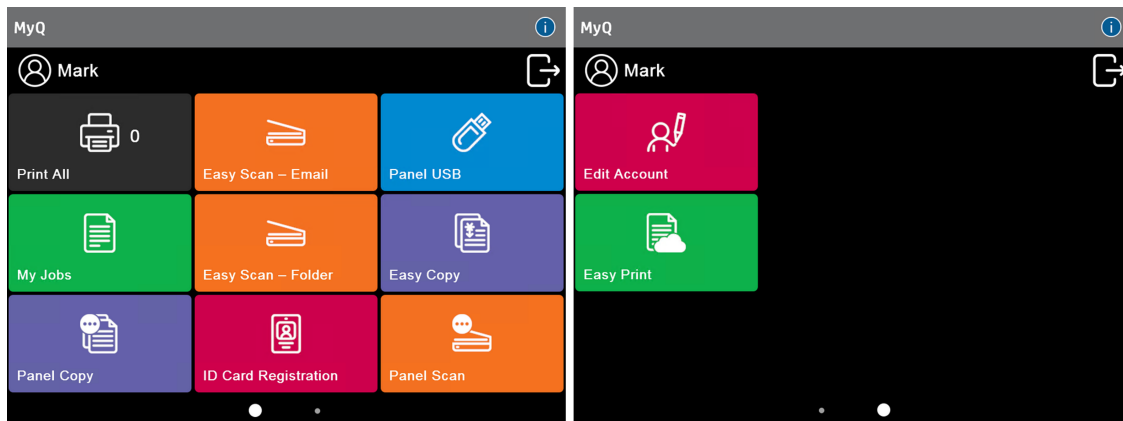 MyQ
Mark
Print All
0
Easy Scan – Email
Panel USB
My Jobs
Easy Scan – Folder
Easy Copy
Panel Copy
ID Card Registration
Panel Scan
MyQ
Mark
Edit Account
Easy Print